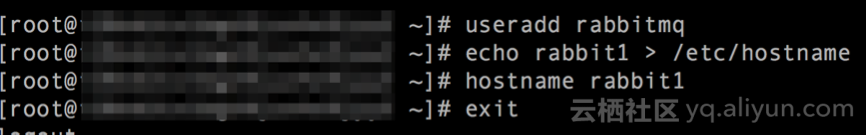 [root@ ~]# useradd rabbitmq
[root@ ~]# echo rabbit1 > /etc/hostname
[root@ ~]# hostname rabbit1
[root@ ~]# exit
云栖社区 yq.aliyun.com
logout